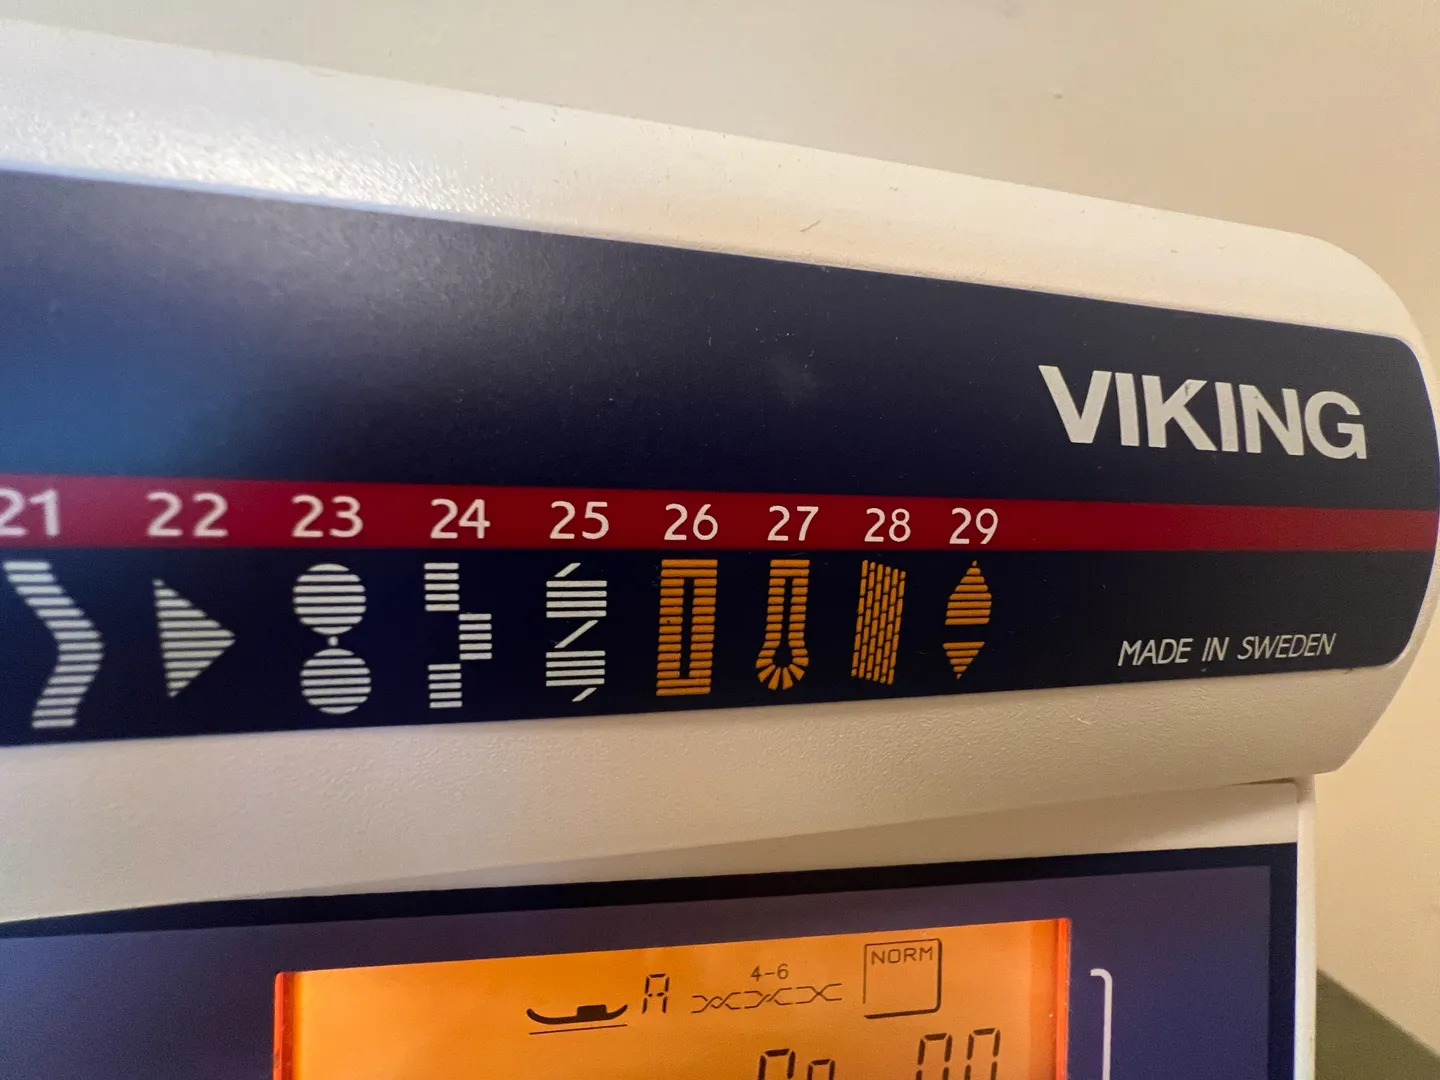 VIKING
21 22 23 24 25 26 27 28 29
MADE IN SWEDEN
A 4-6 NORM